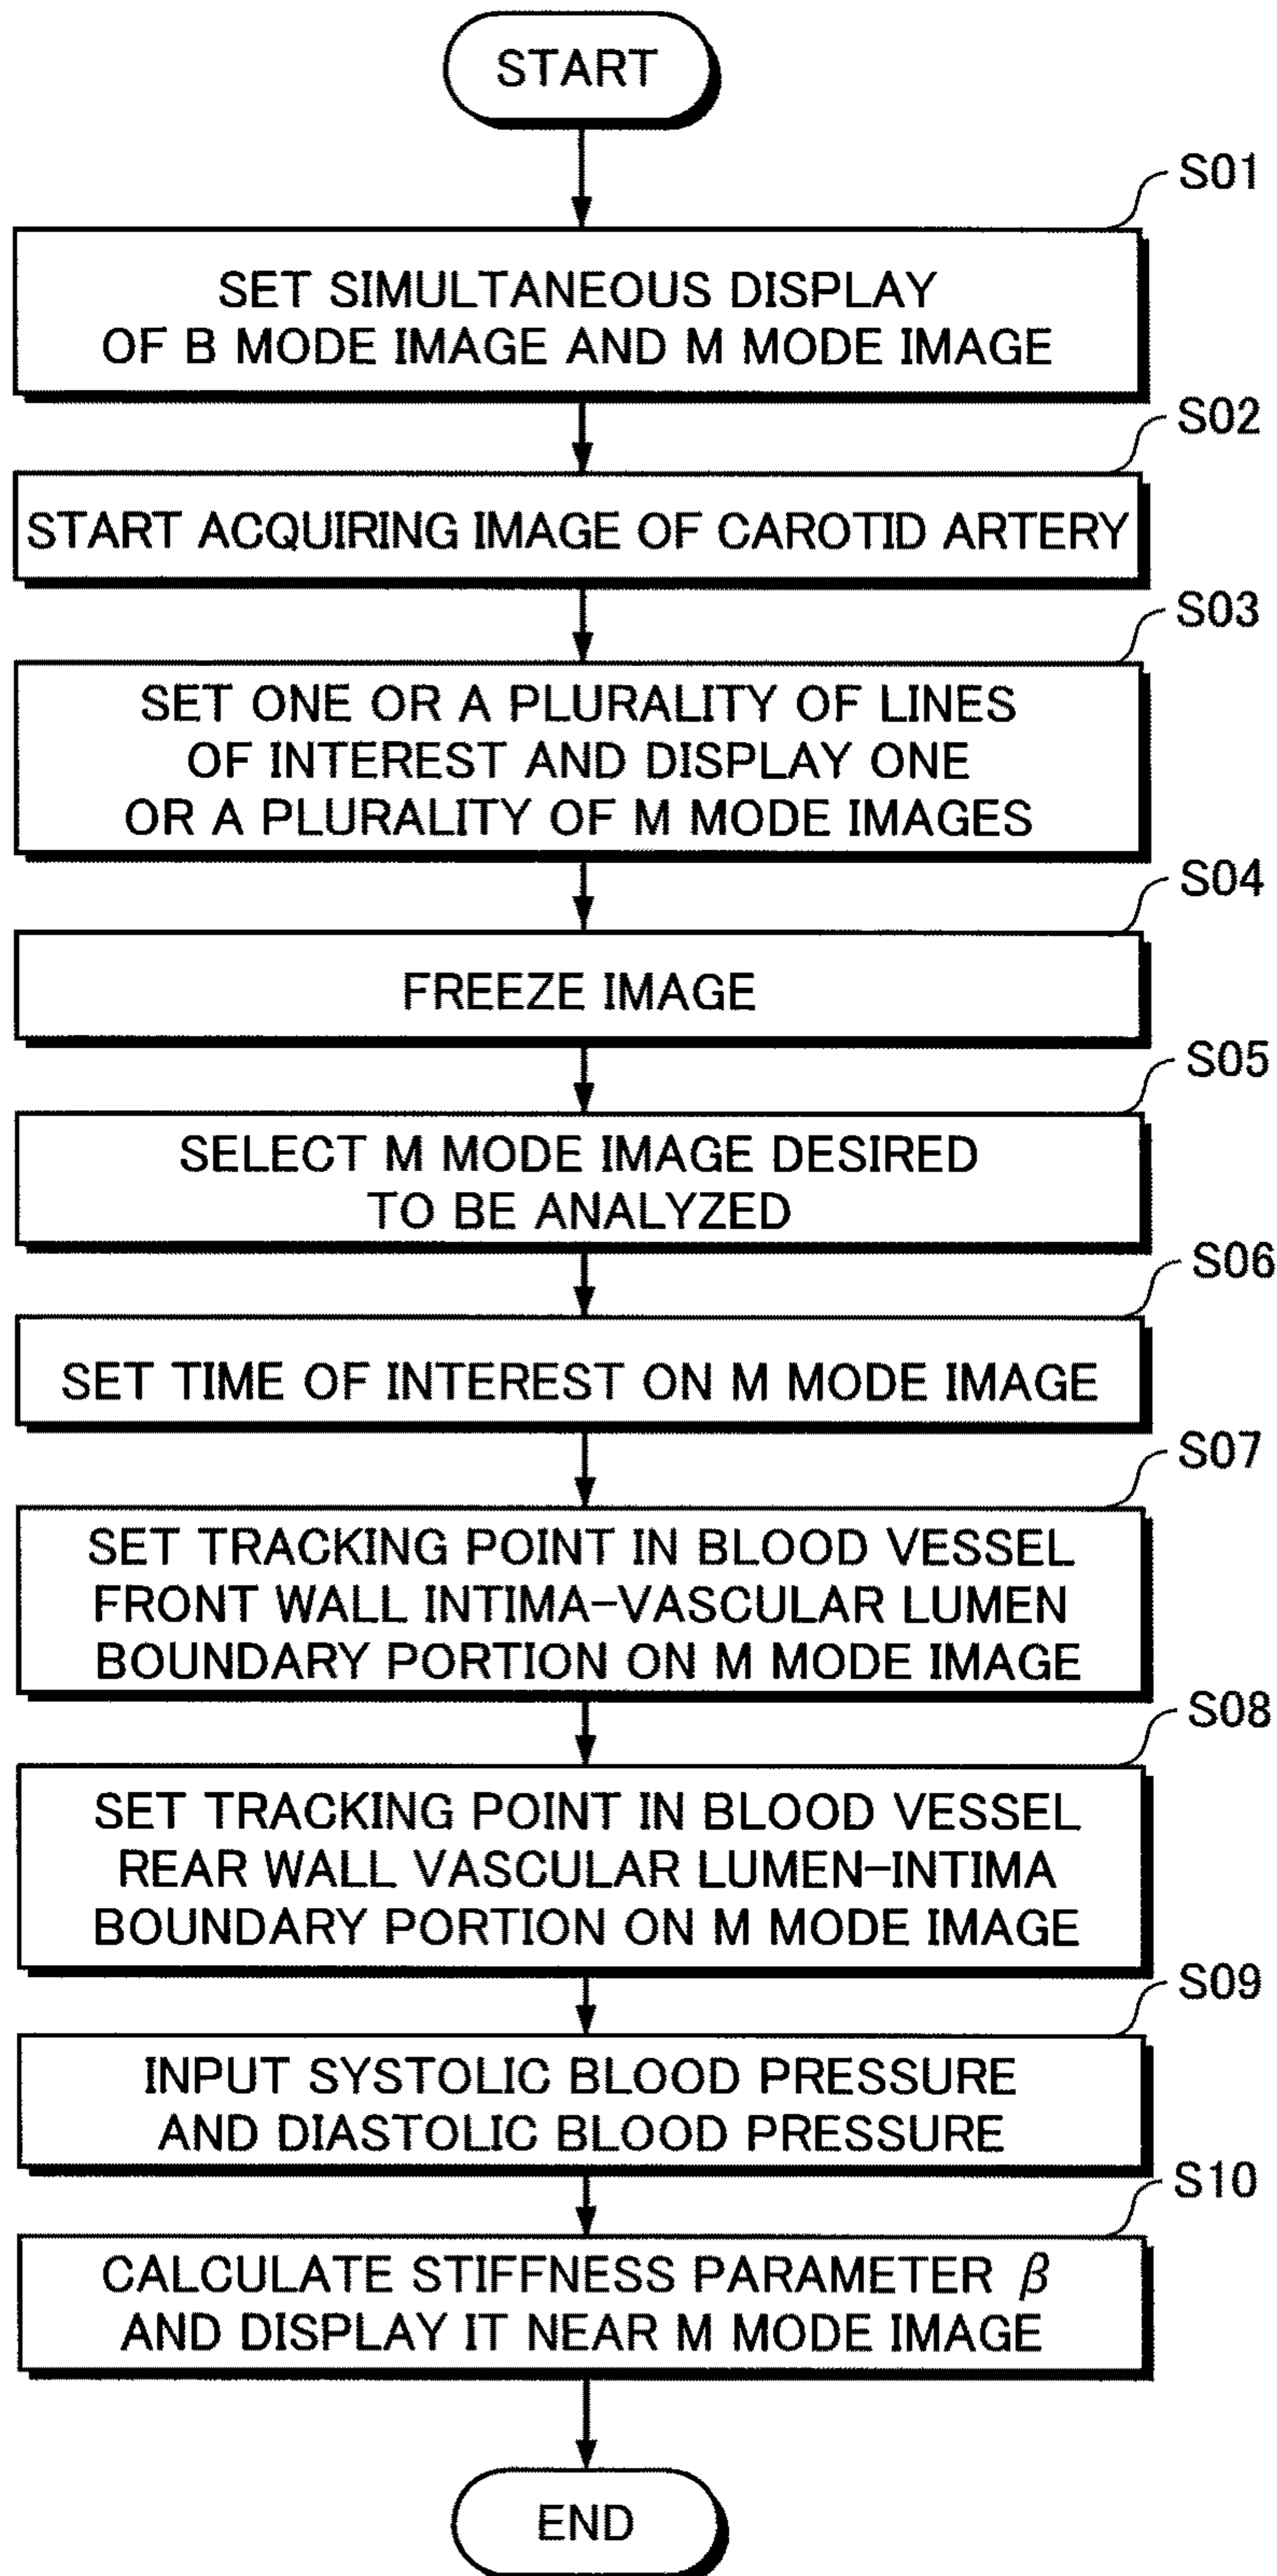 START
S01
SET SIMULTANEOUS DISPLAY
OF B MODE IMAGE AND M MODE IMAGE
S02
START ACQUIRING IMAGE OF CAROTID ARTERY
S03
SET ONE OR A PLURALITY OF LINES
OF INTEREST AND DISPLAY ONE
OR A PLURALITY OF M MODE IMAGES
S04
FREEZE IMAGE
S05
SELECT M MODE IMAGE DESIRED
TO BE ANALYZED
S06
SET TIME OF INTEREST ON M MODE IMAGE
S07
SET TRACKING POINT IN BLOOD VESSEL
FRONT WALL INTIMA-VASCULAR LUMEN
BOUNDARY PORTION ON M MODE IMAGE
S08
SET TRACKING POINT IN BLOOD VESSEL
REAR WALL VASCULAR LUMEN-INTIMA
BOUNDARY PORTION ON M MODE IMAGE
S09
INPUT SYSTOLIC BLOOD PRESSURE
AND DIASTOLIC BLOOD PRESSURE
S10
CALCULATE STIFFNESS PARAMETER β
AND DISPLAY IT NEAR M MODE IMAGE
END